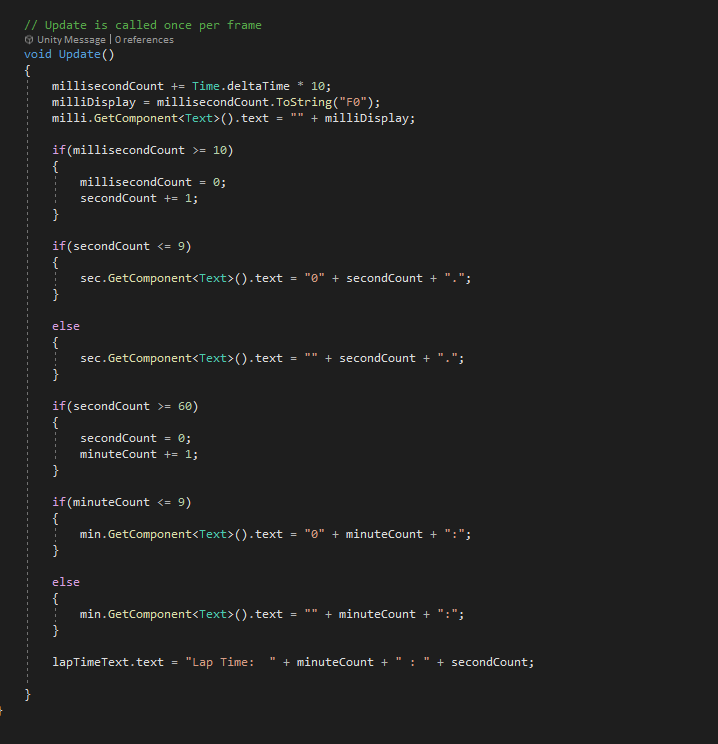 // Update is called once per frame
Unity Message | 0 references
void Update()
{
millisecondCount += Time.deltaTime * 10;
milliDisplay = millisecondCount.ToString("F0");
milli.GetComponent<Text>().text = "" + milliDisplay;
if(millisecondCount >= 10)
{
millisecondCount = 0;
secondCount += 1;
}
if(secondCount <= 9)
{
sec.GetComponent<Text>().text = "0" + secondCount + ".";
}
else
{
sec.GetComponent<Text>().text = "" + secondCount + ".";
}
if(secondCount >= 60)
{
secondCount = 0;
minuteCount += 1;
}
if(minuteCount <= 9)
{
min.GetComponent<Text>().text = "0" + minuteCount + ":";
}
else
{
min.GetComponent<Text>().text = "" + minuteCount + ":";
}
lapTimeText.text = "Lap Time:  " + minuteCount + " : " + secondCount;
}
}